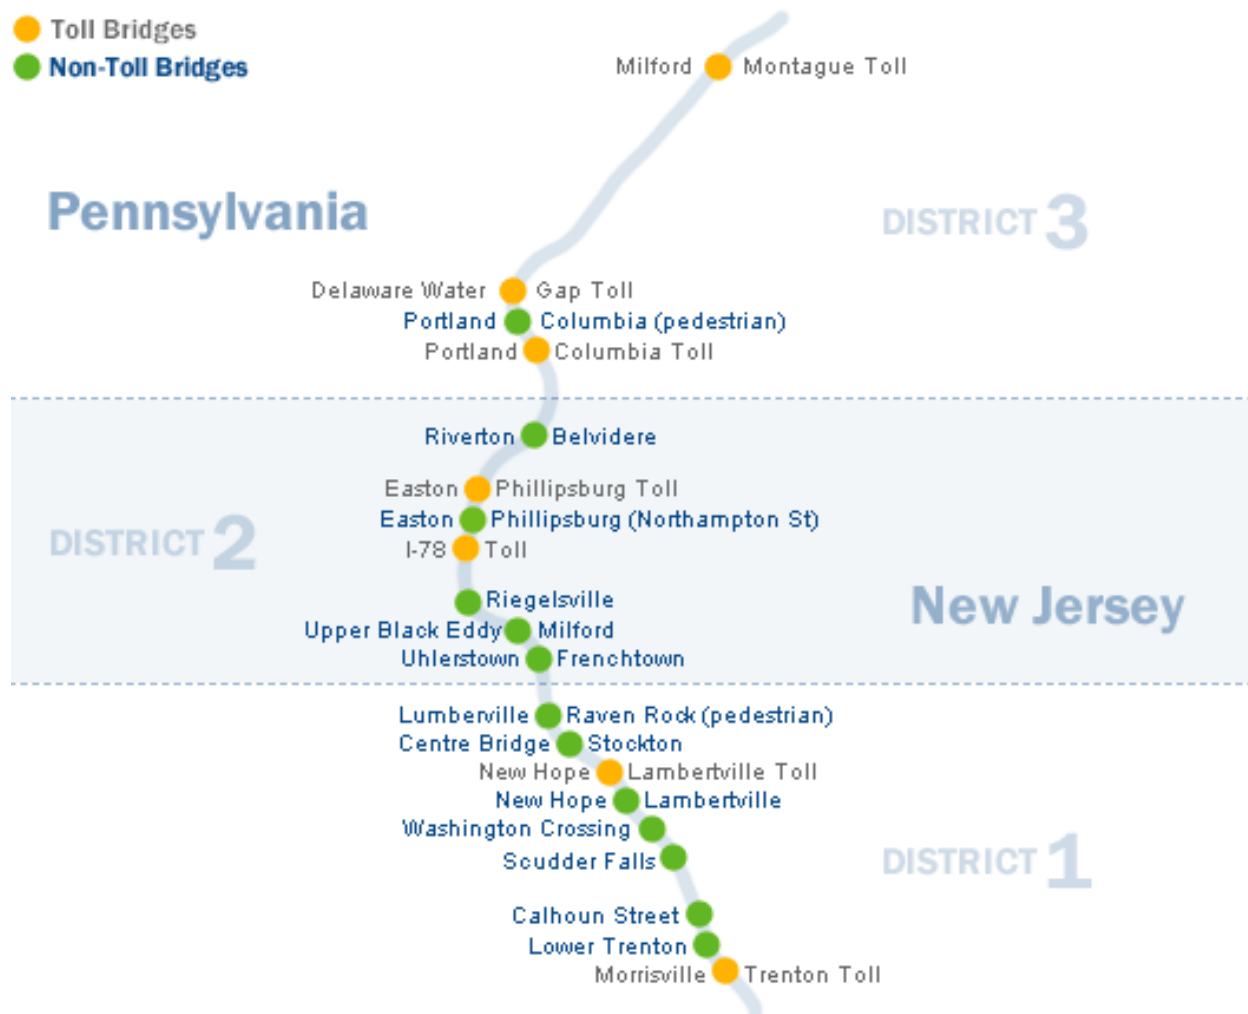 Toll Bridges
Non-Toll Bridges
Milford Montague Toll
Pennsylvania
DISTRICT 3
Delaware Water Gap Toll
Portland Columbia (pedestrian)
Portland Columbia Toll
Riverton Belvidere
Easton Phillipsburg Toll
Easton Phillipsburg (Northampton St)
DISTRICT 2
I-78 Toll
Riegelsville
New Jersey
Upper Black Eddy Milford
Uhlerstown Frenchtown
Lumberville Raven Rock (pedestrian)
Centre Bridge Stockton
New Hope Lambertville Toll
New Hope Lambertville
Washington Crossing
Scudder Falls
DISTRICT 1
Calhoun Street
Lower Trenton
Morrisville Trenton Toll